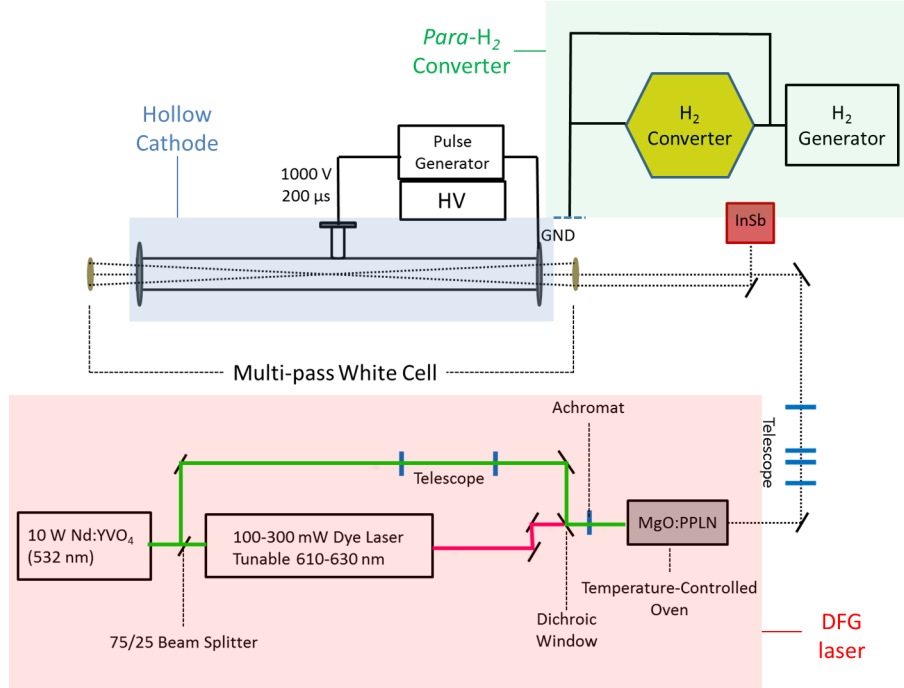 Para-H₂
Converter
H₂
Converter
H₂
Generator
Hollow
Cathode
Pulse
Generator
1000 V
200 µs
HV
InSb
GND
Multi-pass White Cell
Achromat
Telescope
Telescope
10 W Nd:YVO₄
(532 nm)
100-300 mW Dye Laser
Tunable 610-630 nm
MgO:PPLN
Temperature-Controlled
Oven
75/25 Beam Splitter
Dichroic
Window
DFG
laser